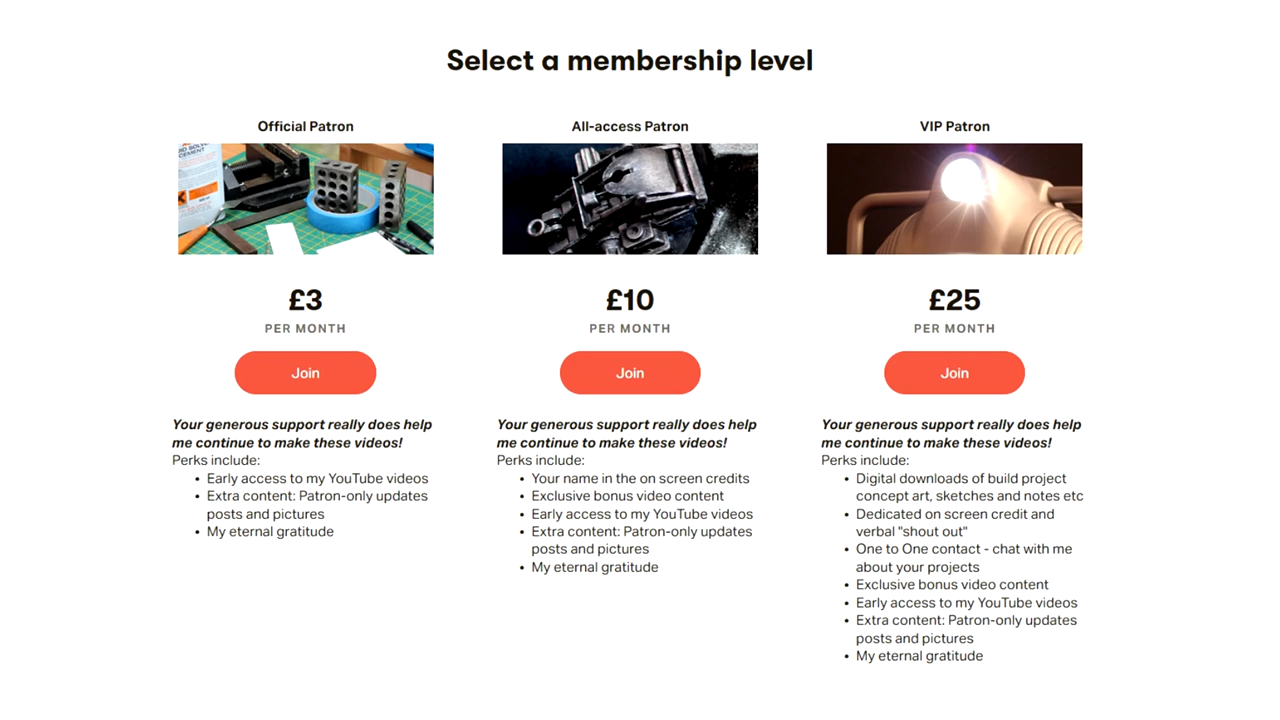 Select a membership level
Official Patron
£3
PER MONTH
Join
Your generous support really does help
me continue to make these videos!
Perks include:
• Early access to my YouTube videos
• Extra content: Patron-only updates
posts and pictures
• My eternal gratitude
All-access Patron
£10
PER MONTH
Join
Your generous support really does help
me continue to make these videos!
Perks include:
• Your name in the on screen credits
• Exclusive bonus video content
• Early access to my YouTube videos
• Extra content: Patron-only updates
posts and pictures
• My eternal gratitude
VIP Patron
£25
PER MONTH
Join
Your generous support really does help
me continue to make these videos!
Perks include:
• Digital downloads of build project
concept art, sketches and notes etc
• Dedicated on screen credit and
verbal "shout out"
• One to One contact - chat with me
about your projects
• Exclusive bonus video content
• Early access to my YouTube videos
• Extra content: Patron-only updates
posts and pictures
• My eternal gratitude